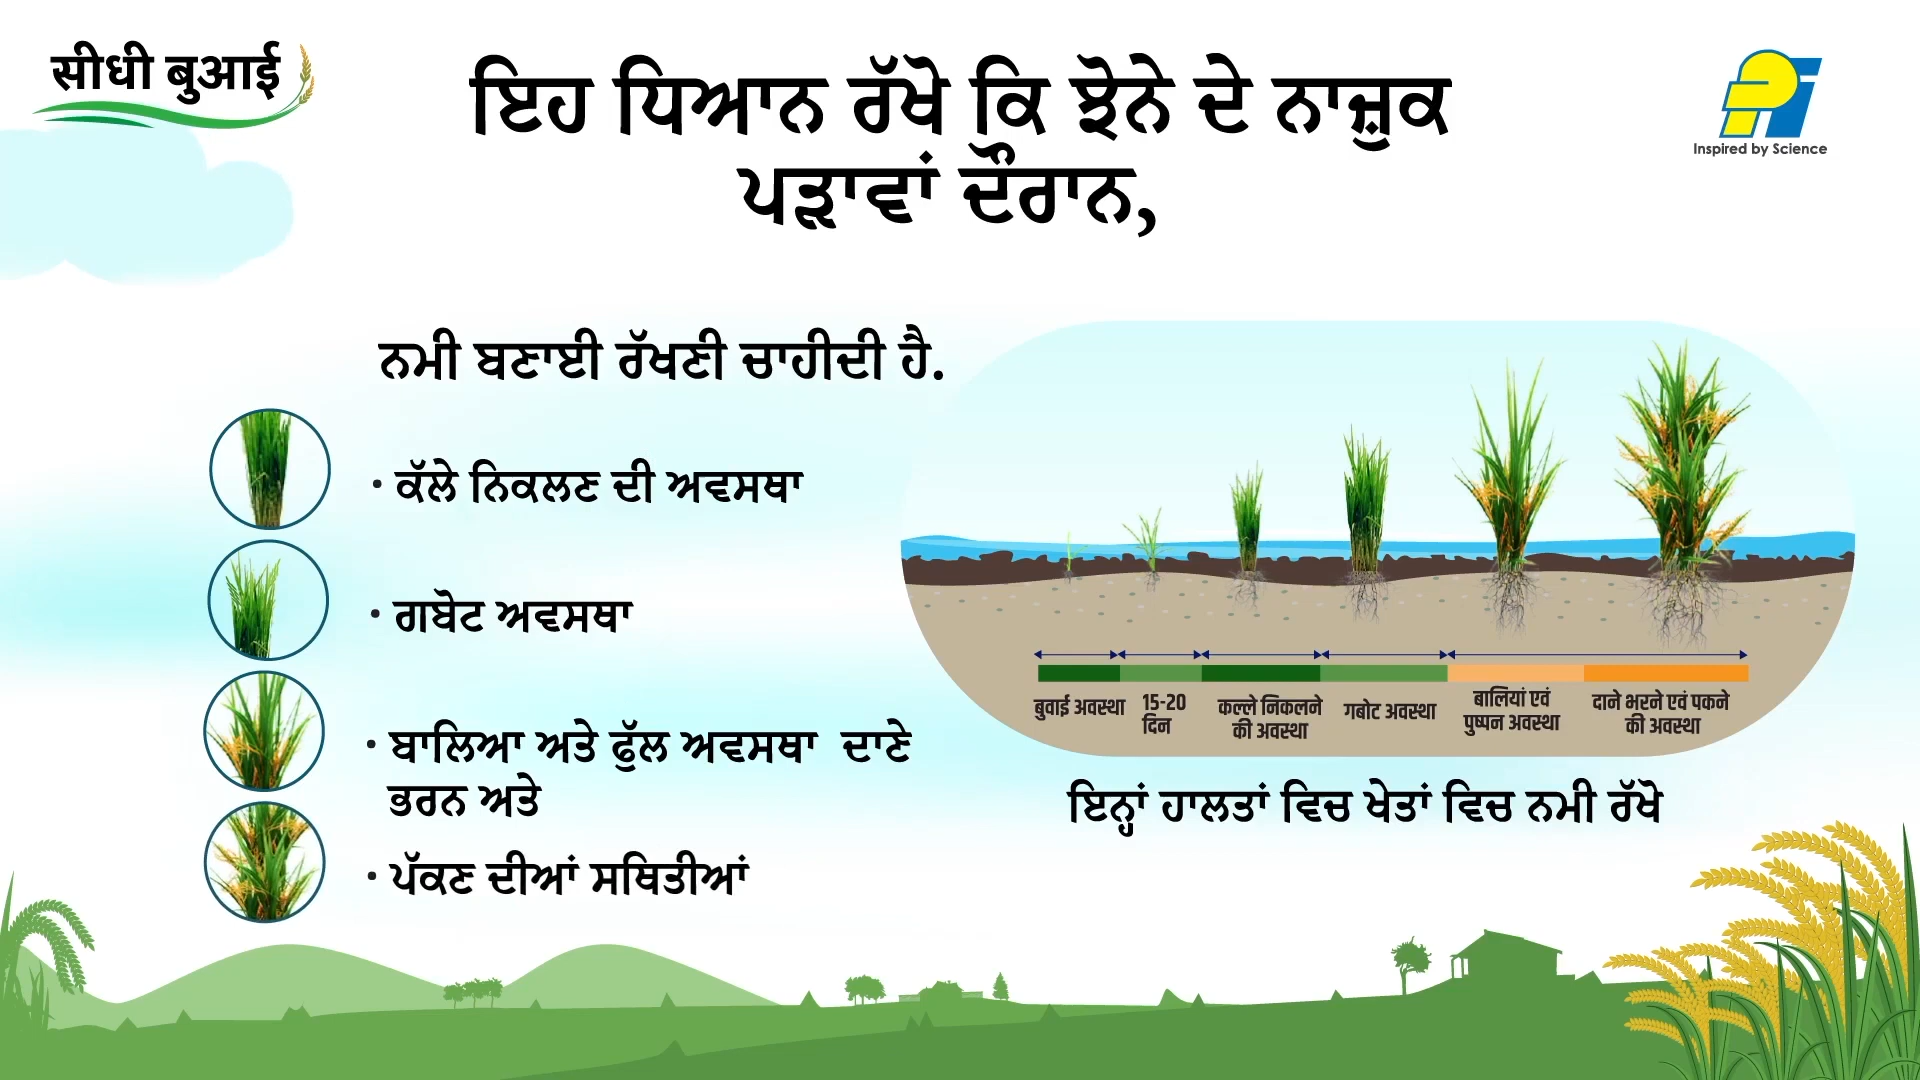 सीधी बुआई
ਇਹ ਧਿਆਨ ਰੱਖੋ ਕਿ ਝੋਨੇ ਦੇ ਨਾਜ਼ੁਕ
ਪੜਾਵਾਂ ਦੌਰਾਨ,
Inspired by Science
ਨਮੀ ਬਣਾਈ ਰੱਖਣੀ ਚਾਹੀਦੀ ਹੈ.
· ਕੱਲੇ ਨਿਕਲਣ ਦੀ ਅਵਸਥਾ
· ਗਬੋਟ ਅਵਸਥਾ
· ਬਾਲਿਆ ਅਤੇ ਫੁੱਲ ਅਵਸਥਾ ਦਾਣੇ
ਭਰਨ ਅਤੇ
· ਪੱਕਣ ਦੀਆਂ ਸਥਿਤੀਆਂ
बुवाई अवस्था
15-20
दिन
कल्ले निकलने
की अवस्था
गबोट अवस्था
बालियां एवं
पुष्पन अवस्था
दाने भरने एवं पकने
की अवस्था
ਇਨ੍ਹਾਂ ਹਾਲਤਾਂ ਵਿਚ ਖੇਤਾਂ ਵਿਚ ਨਮੀ ਰੱਖੋ